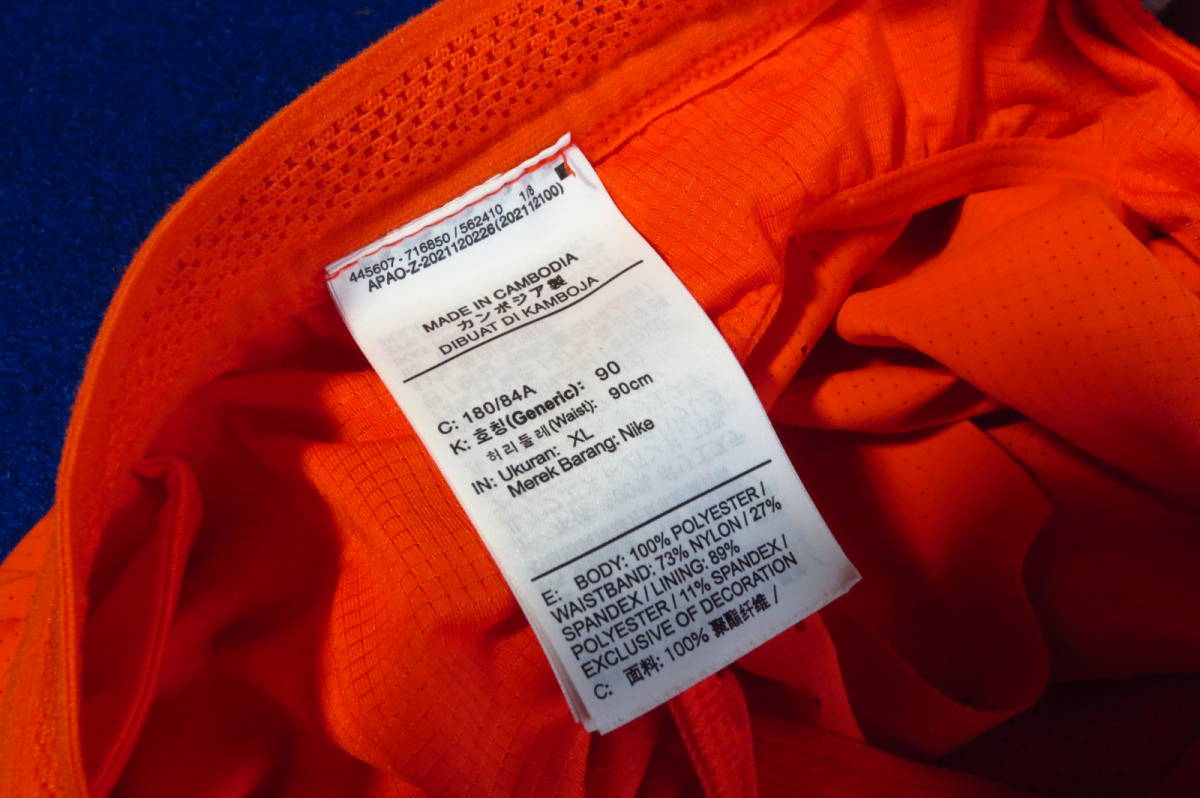 445607 - 716850 / 562410 1/8
APAO-Z-2021120226 (202112100)
MADE IN CAMBODIA
カンボジア製
DIBUAT DI KAMBOJA
C: 180/84A
K: 호칭(Generic): 90
허리둘레(Waist): 90cm
IN: Ukuran: XL
Merek Barang: Nike
E: BODY: 100% POLYESTER /
WAISTBAND: 73% NYLON / 27%
SPANDEX / LINING: 89%
POLYESTER / 11% SPANDEX /
EXCLUSIVE OF DECORATION
C: 面料: 100% 聚酯纤维 /